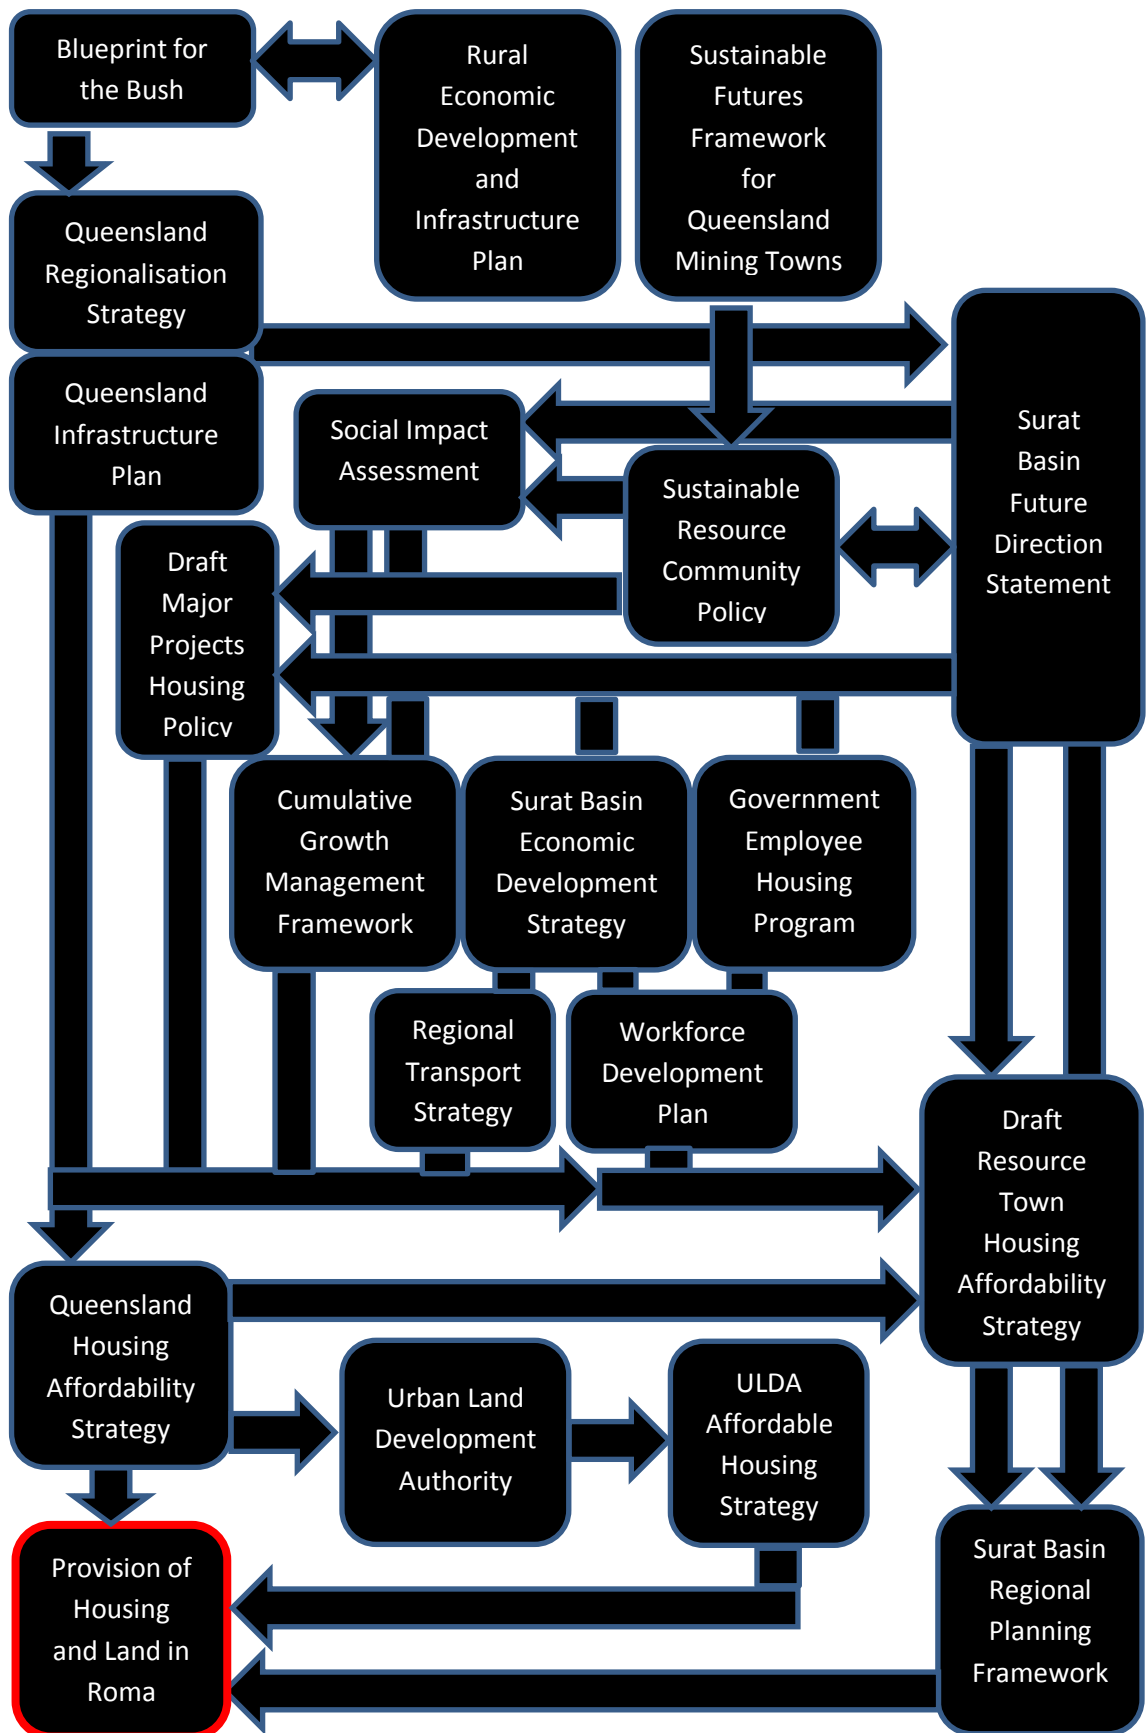 Blueprint for
the Bush
Rural
Economic
Development
and
Infrastructure
Plan
Sustainable
Futures
Framework
for
Queensland
Mining Towns
Queensland
Regionalisation
Strategy
Queensland
Infrastructure
Plan
Social Impact
Assessment
Sustainable
Resource
Community
Policy
Surat
Basin
Future
Direction
Statement
Draft
Major
Projects
Housing
Policy
Cumulative
Growth
Management
Framework
Surat Basin
Economic
Development
Strategy
Government
Employee
Housing
Program
Regional
Transport
Strategy
Workforce
Development
Plan
Draft
Resource
Town
Housing
Affordability
Strategy
Queensland
Housing
Affordability
Strategy
Urban Land
Development
Authority
ULDA
Affordable
Housing
Strategy
Provision of
Housing
and Land in
Roma
Surat Basin
Regional
Planning
Framework